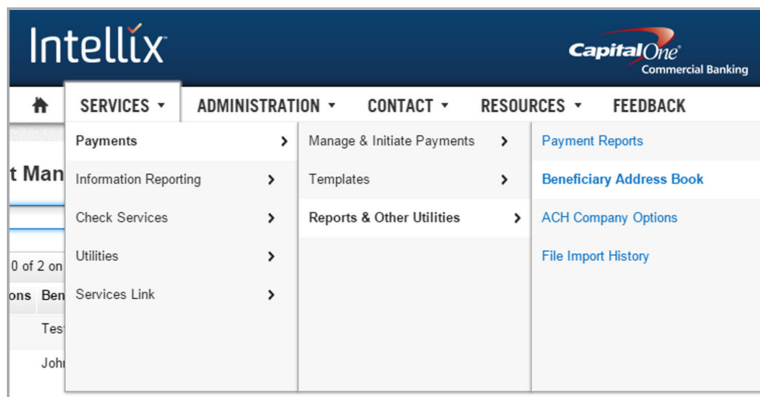 Intellix
CapitalOne®
Commercial Banking
SERVICES ADMINISTRATION CONTACT RESOURCES FEEDBACK
Payments
Information Reporting
Check Services
Utilities
Services Link
Manage & Initiate Payments
Templates
Reports & Other Utilities
Payment Reports
Beneficiary Address Book
ACH Company Options
File Import History
t Man
0 of 2 on
ons Ben
Tes
John